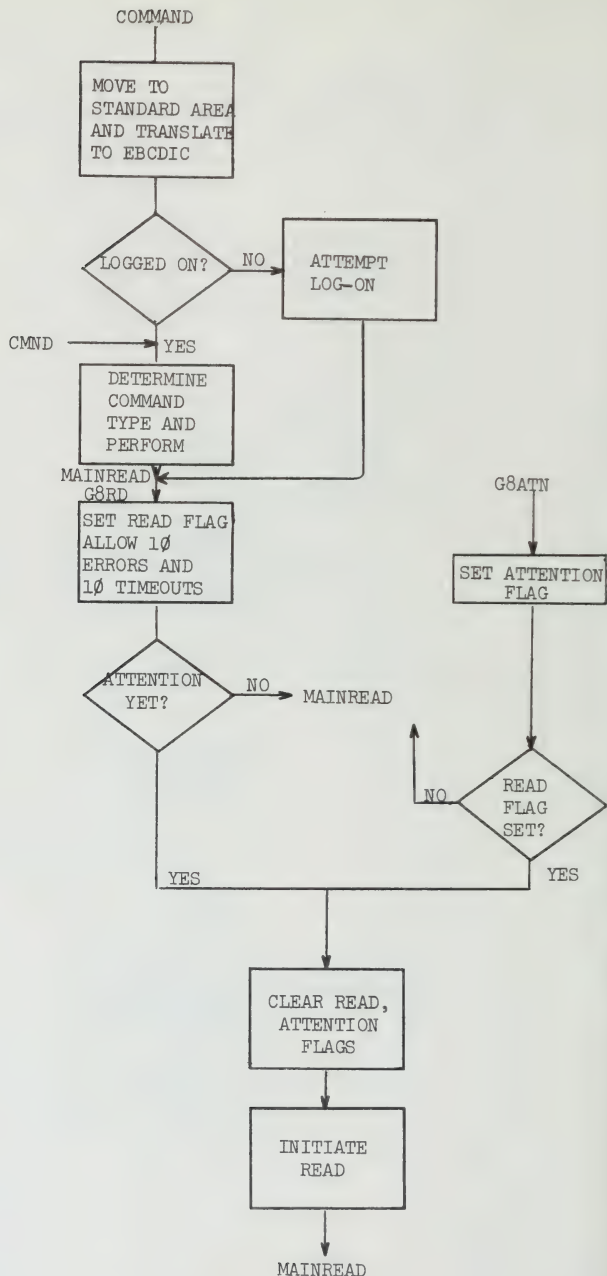 COMMAND
MOVE TO
STANDARD AREA
AND TRANSLATE
TO EBCDIC
LOGGED ON?
NO
ATTEMPT
LOG-ON
CMND
YES
DETERMINE
COMMAND
TYPE AND
PERFORM
MAINREAD
G8RD
SET READ FLAG
ALLOW 1Ø
ERRORS AND
1Ø TIMEOUTS
G8ATN
SET ATTENTION
FLAG
ATTENTION
YET?
NO
MAINREAD
READ
FLAG
SET?
NO
YES
YES
CLEAR READ,
ATTENTION
FLAGS
INITIATE
READ
MAINREAD